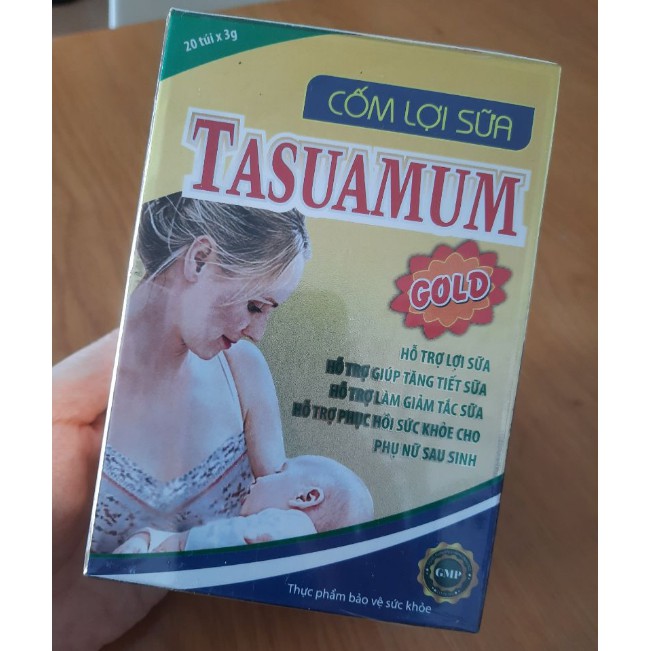 20 túi x 3g
CỐM LỢI SỮA
TASUAMUM
GOLD
HỖ TRỢ LỢI SỮA
HỖ TRỢ GIÚP TĂNG TIẾT SỮA
HỖ TRỢ LÀM GIẢM TẮC SỮA
HỖ TRỢ PHỤC HỒI SỨC KHỎE CHO
PHỤ NỮ SAU SINH
GMP
Thực phẩm bảo vệ sức khỏe